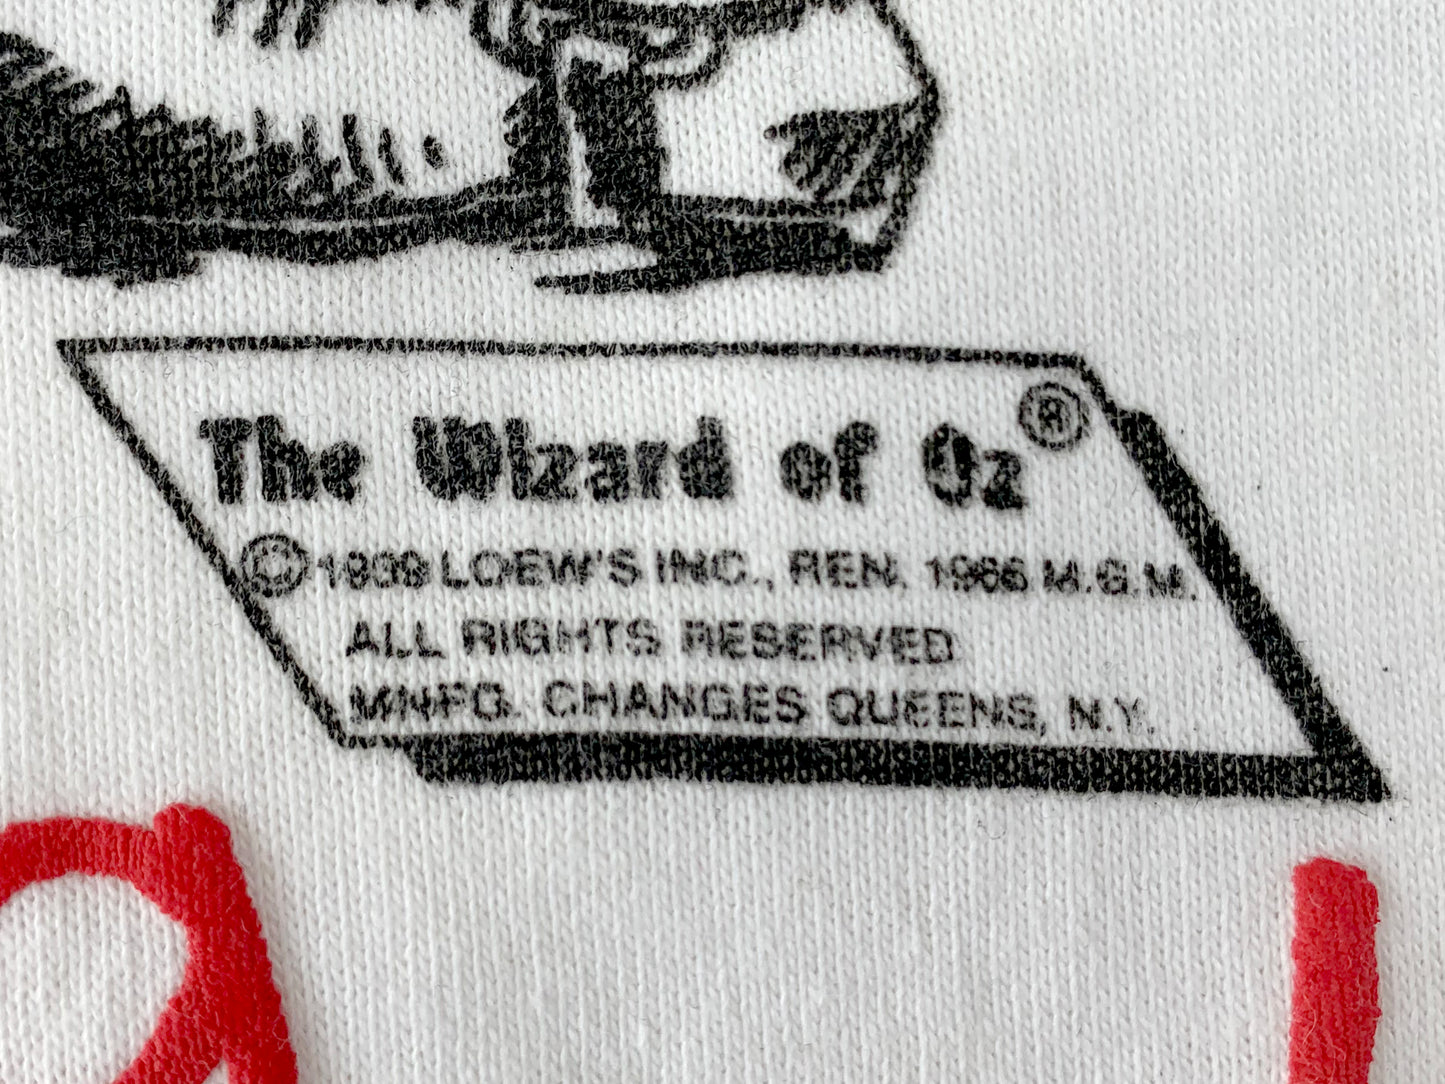 The Wizard of Oz®
©1939 LOEW'S INC., REN. 1966 M.G.M.
ALL RIGHTS RESERVED
MNFG. CHANGES QUEENS, N.Y.